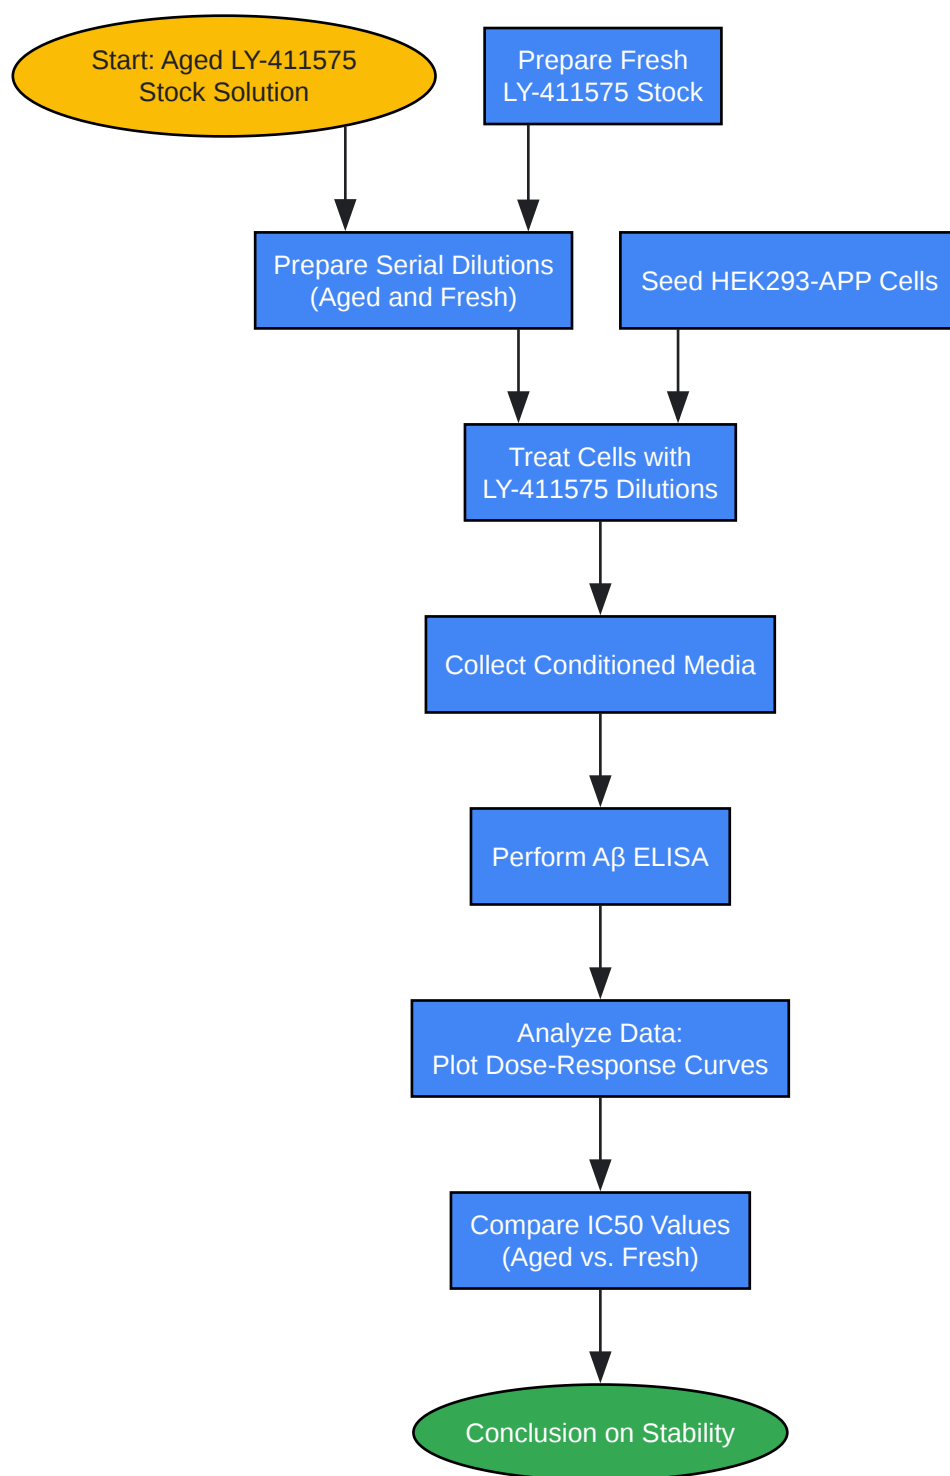 Start: Aged LY-411575
Stock Solution
Prepare Fresh
LY-411575 Stock
Prepare Serial Dilutions
(Aged and Fresh)
Seed HEK293-APP Cells
Treat Cells with
LY-411575 Dilutions
Collect Conditioned Media
Perform Aβ ELISA
Analyze Data:
Plot Dose-Response Curves
Compare IC50 Values
(Aged vs. Fresh)
Conclusion on Stability